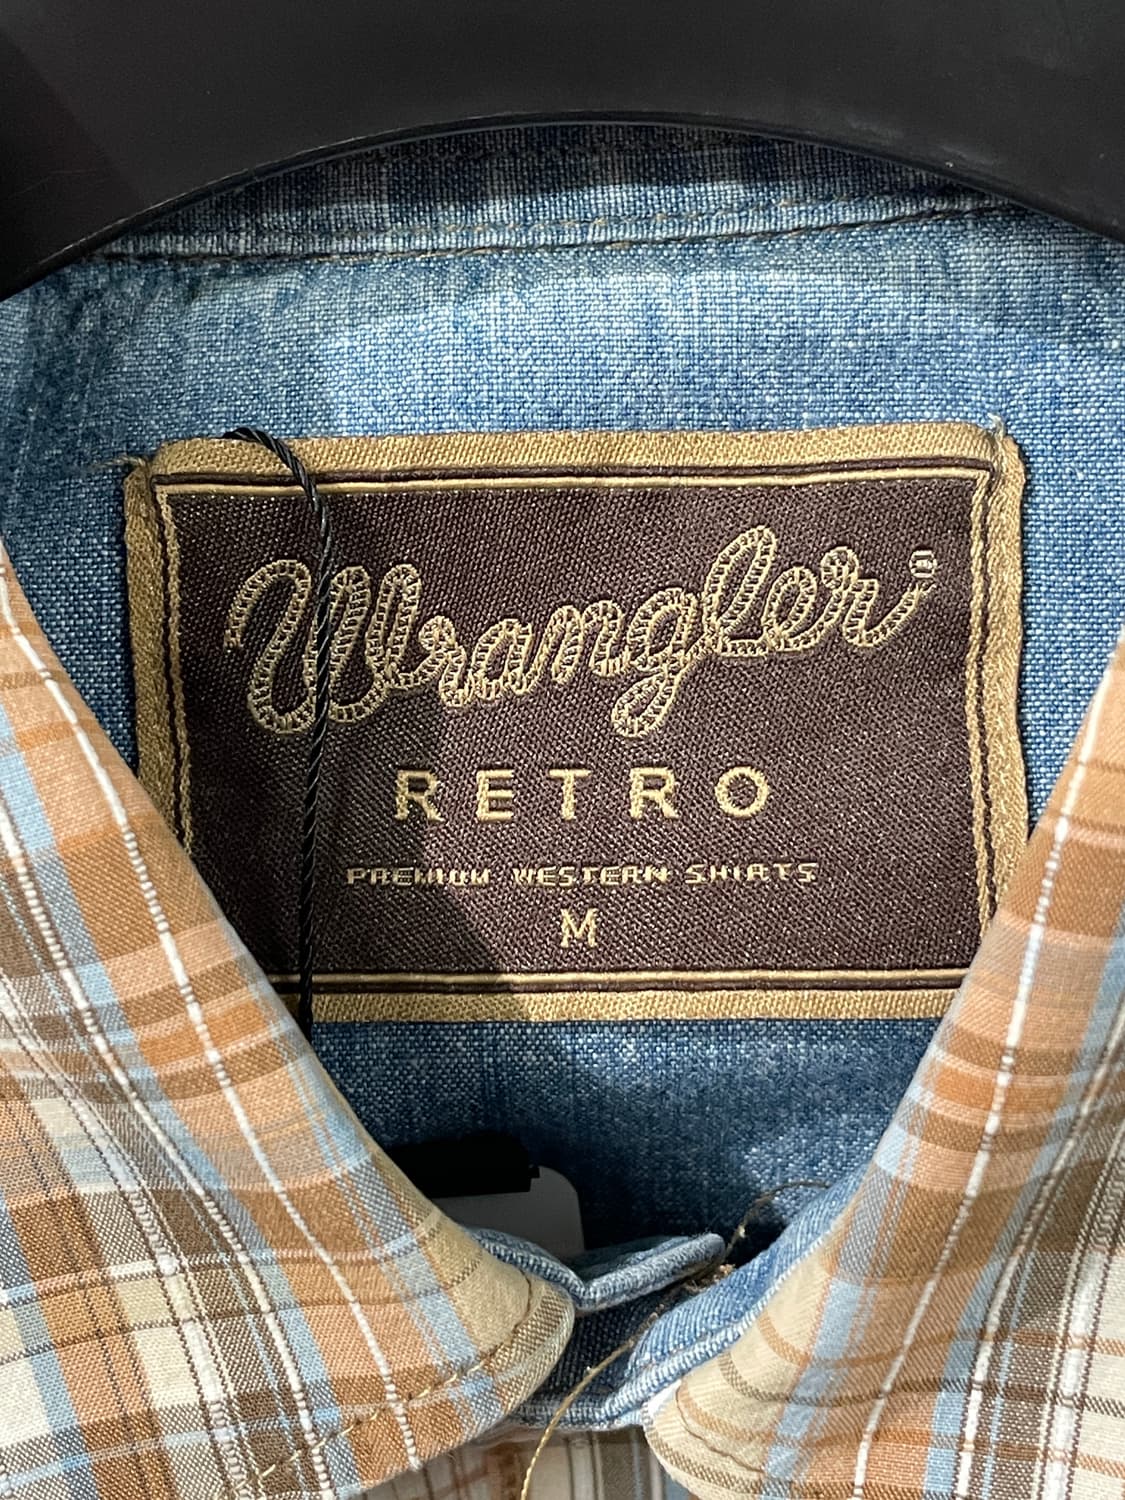 Wrangler®
RETRO
PREMIUM WESTERN SHIRTS
M